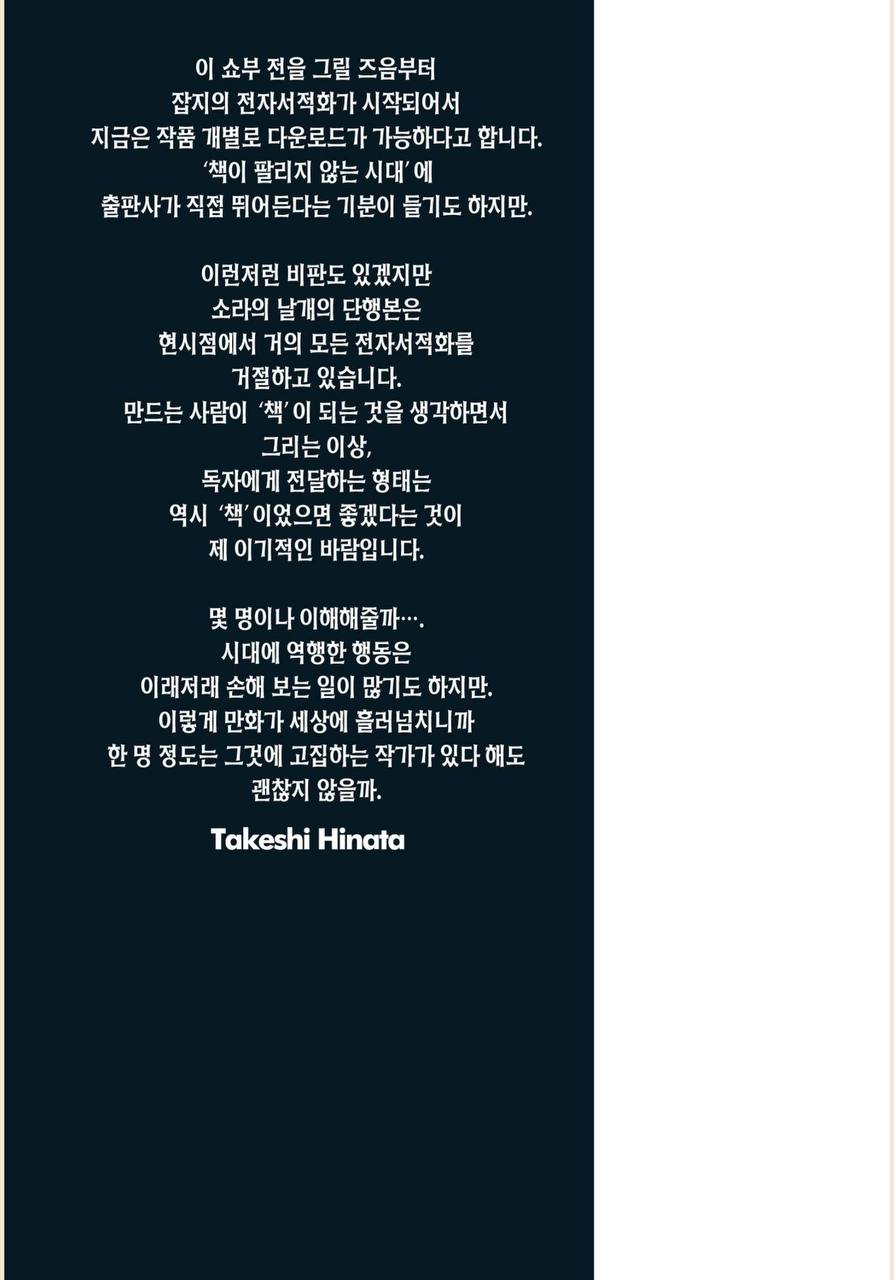 이 쇼부 전을 그릴 즈음부터
잡지의 전자서적화가 시작되어서
지금은 작품 개별로 다운로드가 가능하다고 합니다.
‘책이 팔리지 않는 시대’에
출판사가 직접 뛰어든다는 기분이 들기도 하지만.
이런저런 비판도 있겠지만
소라의 날개의 단행본은
현시점에서 거의 모든 전자서적화를
거절하고 있습니다.
만드는 사람이 ‘책’이 되는 것을 생각하면서
그리는 이상,
독자에게 전달하는 형태는
역시 ‘책’이었으면 좋겠다는 것이
제 이기적인 바람입니다.
몇 명이나 이해해줄까….
시대에 역행한 행동은
이래저래 손해 보는 일이 많기도 하지만.
이렇게 만화가 세상에 흘러넘치니까
한 명 정도는 그것에 고집하는 작가가 있다 해도
괜찮지 않을까.
Takeshi Hinata